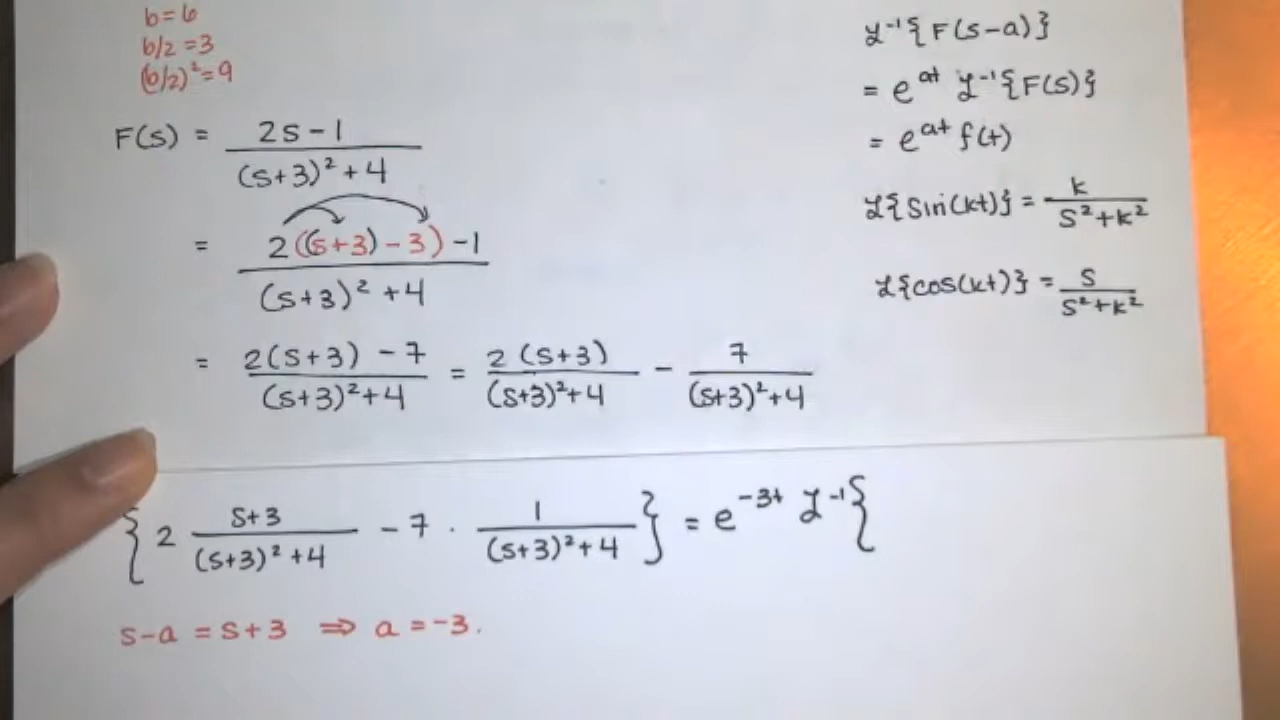 b=6
b/2=3
(b/2)²=9
F(s) = 2s-1 / (s+3)²+4
= 2((s+3)-3)-1 / (s+3)²+4
= 2(s+3) -7 / (s+3)²+4 = 2(s+3) / (s+3)²+4 - 7 / (s+3)²+4
{ 2 s+3 / (s+3)²+4 - 7 · 1 / (s+3)²+4 } = e^-3t ℒ^-1{
s-a = s+3 ⇒ a = -3.
ℒ^-1{F(s-a)}
= e^at ℒ^-1{F(s)}
= e^at f(t)
ℒ{sin(kt)} = k / s²+k²
ℒ{cos(kt)} = s / s²+k²